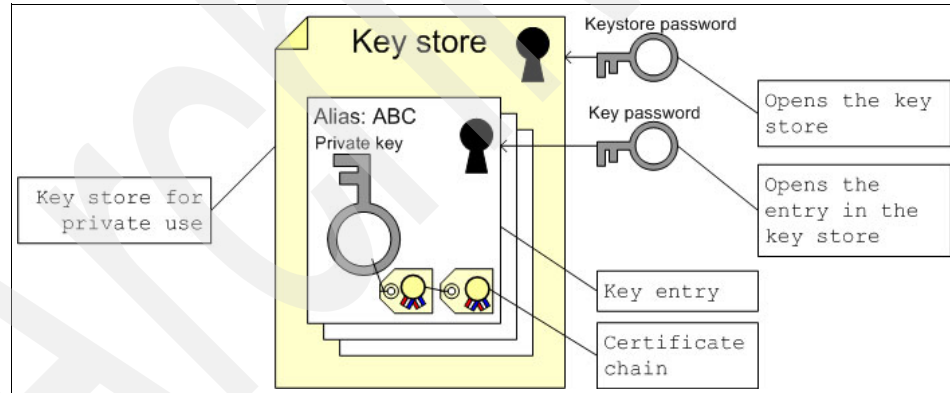 Key store
Keystore password
Opens the key
store
Alias: ABC
Private key
Key password
Opens the
entry in the
key store
Key store for
private use
Key entry
Certificate
chain